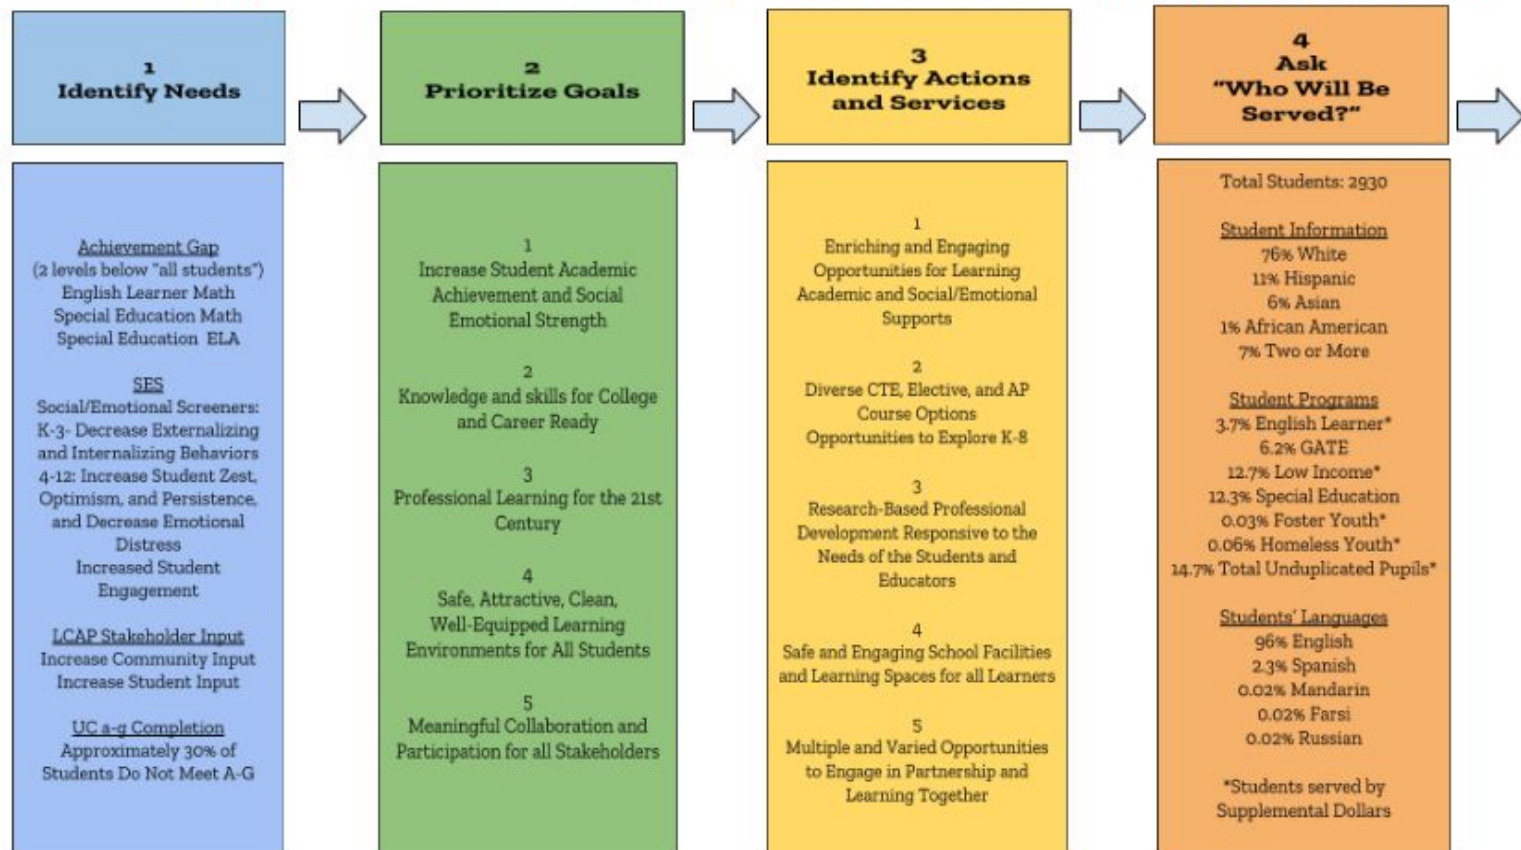 1
Identify Needs
2
Prioritize Goals
3
Identify Actions
and Services
4
Ask
"Who Will Be
Served?"
Achievement Gap
(2 levels below "all students")
English Learner Math
Special Education Math
Special Education ELA
SES
Social/Emotional Screeners:
K-3- Decrease Externalizing
and Internalizing Behaviors
4-12: Increase Student Zest,
Optimism, and Persistence,
and Decrease Emotional
Distress
Increased Student
Engagement
LCAP Stakeholder Input
Increase Community Input
Increase Student Input
UC a-g Completion
Approximately 30% of
Students Do Not Meet A-G
1
Increase Student Academic
Achievement and Social
Emotional Strength
2
Knowledge and skills for College
and Career Ready
3
Professional Learning for the 21st
Century
4
Safe, Attractive, Clean,
Well-Equipped Learning
Environments for All Students
5
Meaningful Collaboration and
Participation for all Stakeholders
1
Enriching and Engaging
Opportunities for Learning
Academic and Social/Emotional
Supports
2
Diverse CTE, Elective, and AP
Course Options
Opportunities to Explore K-8
3
Research-Based Professional
Development Responsive to the
Needs of the Students and
Educators
4
Safe and Engaging School Facilities
and Learning Spaces for all Learners
5
Multiple and Varied Opportunities
to Engage in Partnership and
Learning Together
Total Students: 2930
Student Information
76% White
11% Hispanic
6% Asian
1% African American
7% Two or More
Student Programs
3.7% English Learner*
6.2% GATE
12.7% Low Income*
12.3% Special Education
0.03% Foster Youth*
0.06% Homeless Youth*
14.7% Total Unduplicated Pupils*
Students' Languages
96% English
2.3% Spanish
0.02% Mandarin
0.02% Farsi
0.02% Russian
*Students served by
Supplemental Dollars